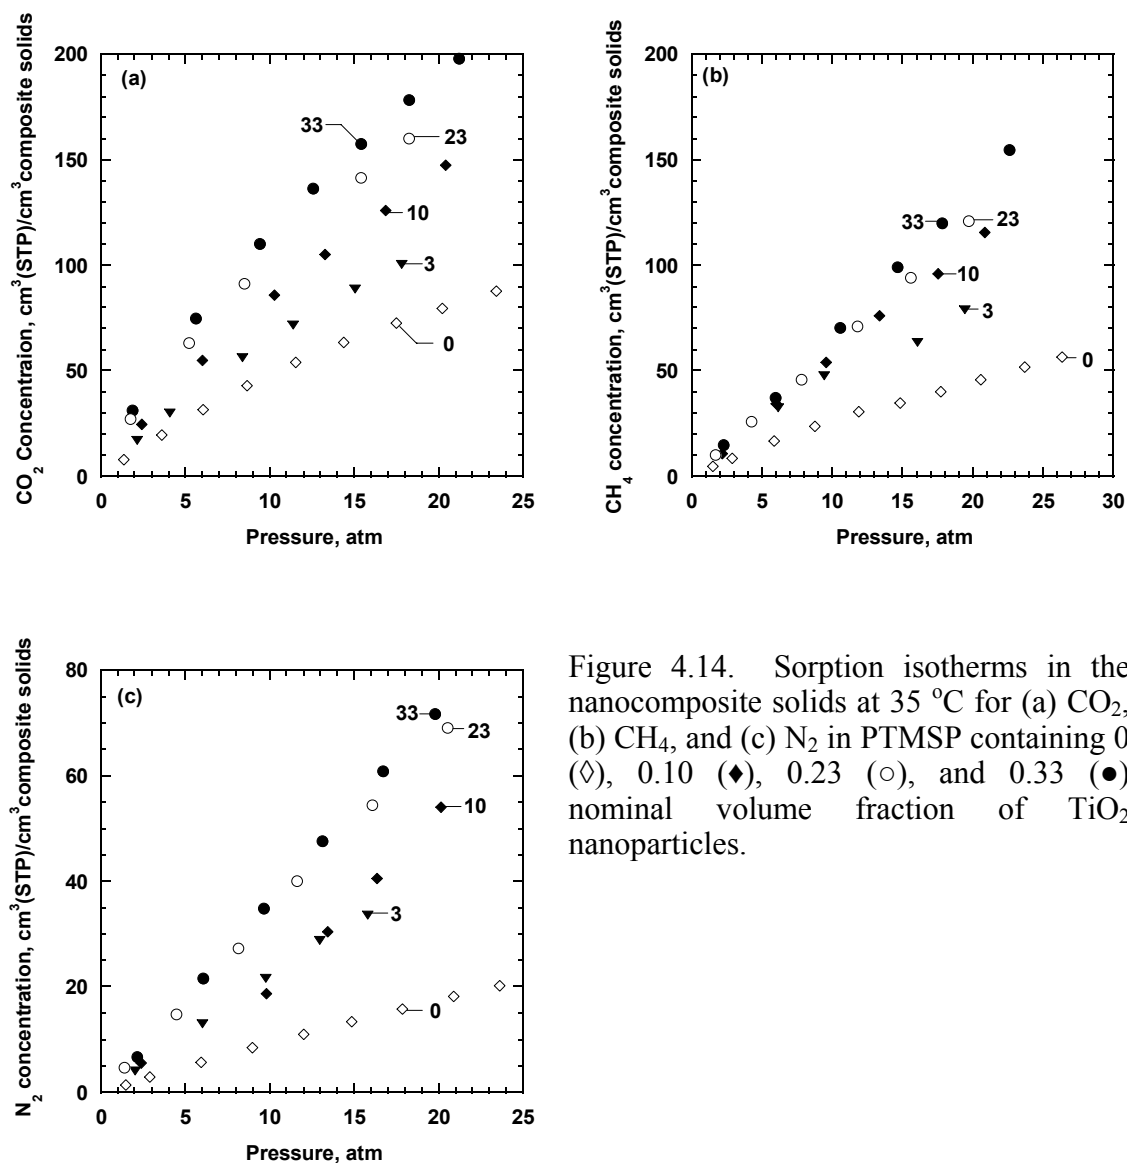 CO2 Concentraion, cm3(STP)/cm3composite solids
200
150
100
50
0
(a)
33
23
10
3
0
0 5 10 15 20 25
Pressure, atm
CH4 concentration, cm3(STP)/cm3composite solids
200
150
100
50
0
(b)
33
23
10
3
0
0 5 10 15 20 25 30
Pressure, atm
N2 concentration, cm3(STP)/cm3composite solids
80
60
40
20
0
(c)
33
23
10
3
0
0 5 10 15 20 25
Pressure, atm
Figure 4.14. Sorption isotherms in the
nanocomposite solids at 35 °C for (a) CO2,
(b) CH4, and (c) N2 in PTMSP containing 0
(◊), 0.10 (♦), 0.23 (○), and 0.33 (●)
nominal volume fraction of TiO2
nanoparticles.